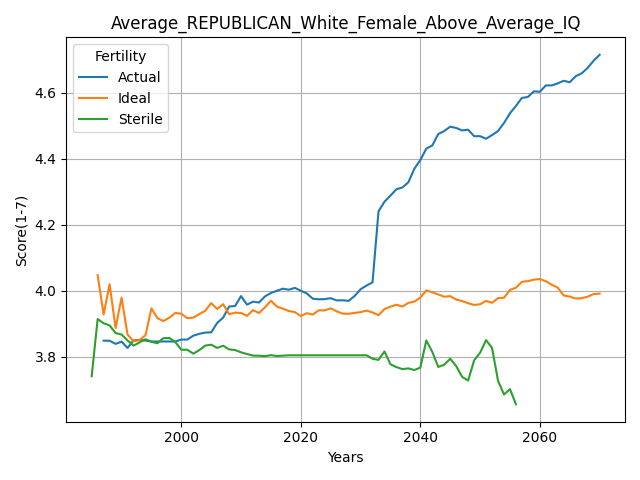 Average_REPUBLICAN_White_Female_Above_Average_IQ
Fertility
Actual
Ideal
Sterile
4.6
4.4
4.2
4.0
3.8
Score(1-7)
2000
2020
2040
2060
Years